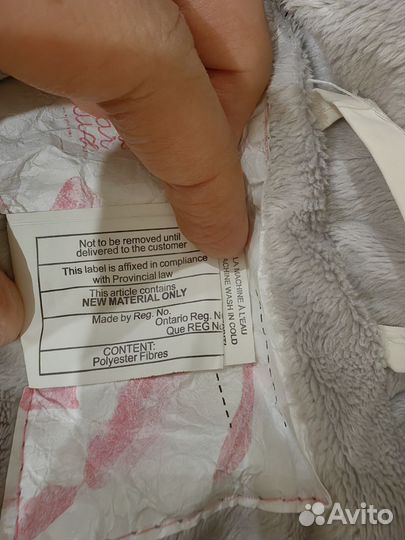 Not to be removed until
delivered to the customer
This label is affixed in compliance
with Provincial law
This article contains
NEW MATERIAL ONLY
Made by Reg. No.
Ontario Reg. N
Que REG No
CONTENT:
Polyester Fibres
LA MACHINE À L'EAU
MACHINE WASH IN COLD
Avito